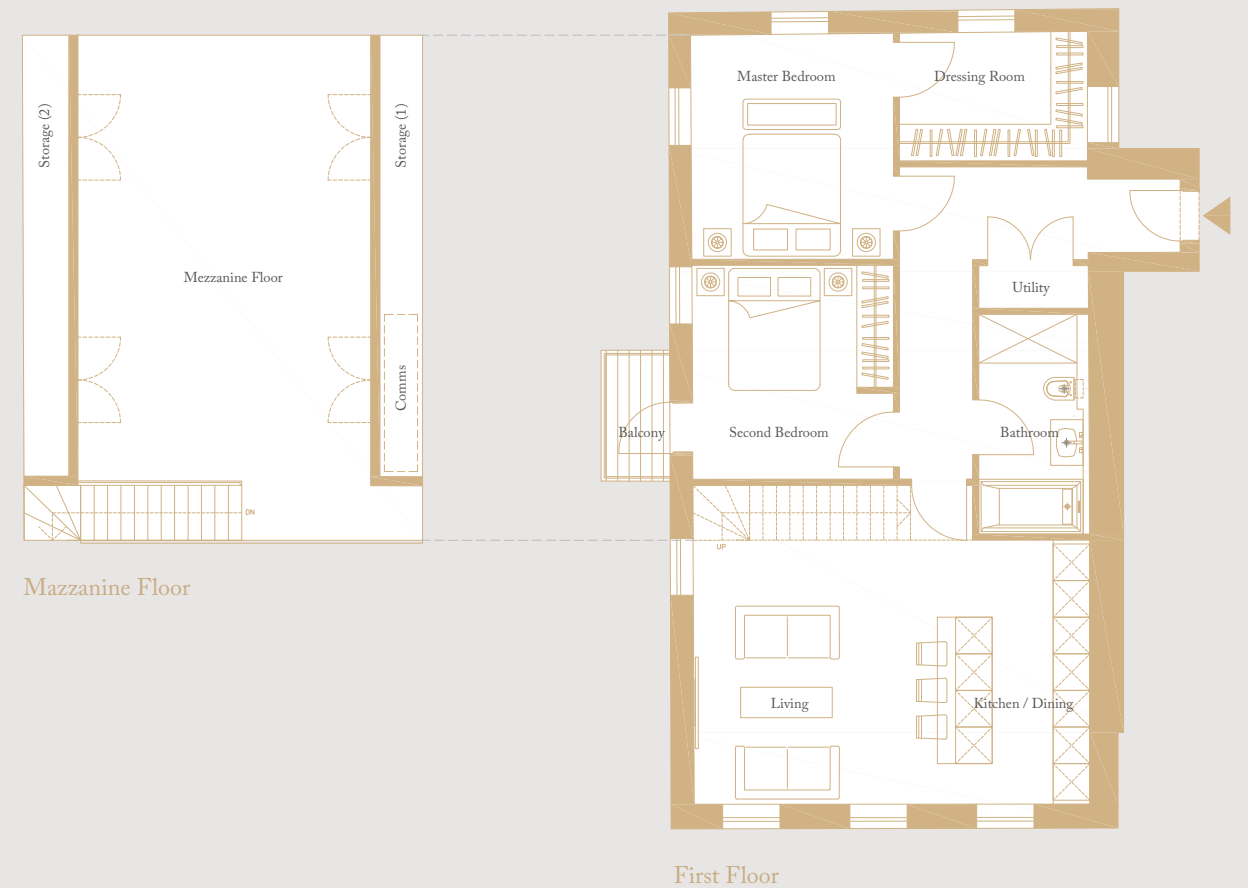 Storage (2)
Storage (1)
Mezzanine Floor
Comms
DN
Mazzanine Floor
Master Bedroom
Dressing Room
Utility
Balcony
Second Bedroom
Bathroom
UP
Living
Kitchen / Dining
First Floor